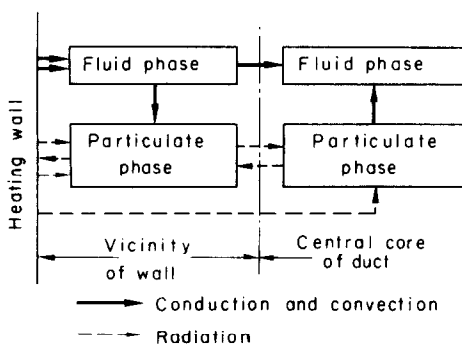 Heating wall
Fluid phase
Fluid phase
Particulate
phase
Particulate
phase
Vicinity
of wall
Central core
of duct
Conduction and convection
Radiation